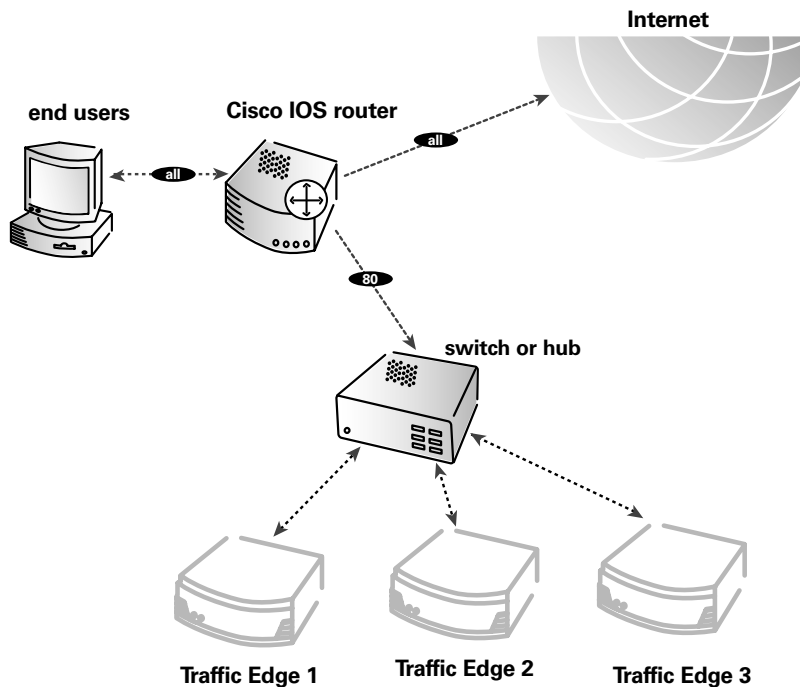 Internet
end users
Cisco IOS router
all
all
80
switch or hub
Traffic Edge 1
Traffic Edge 2
Traffic Edge 3